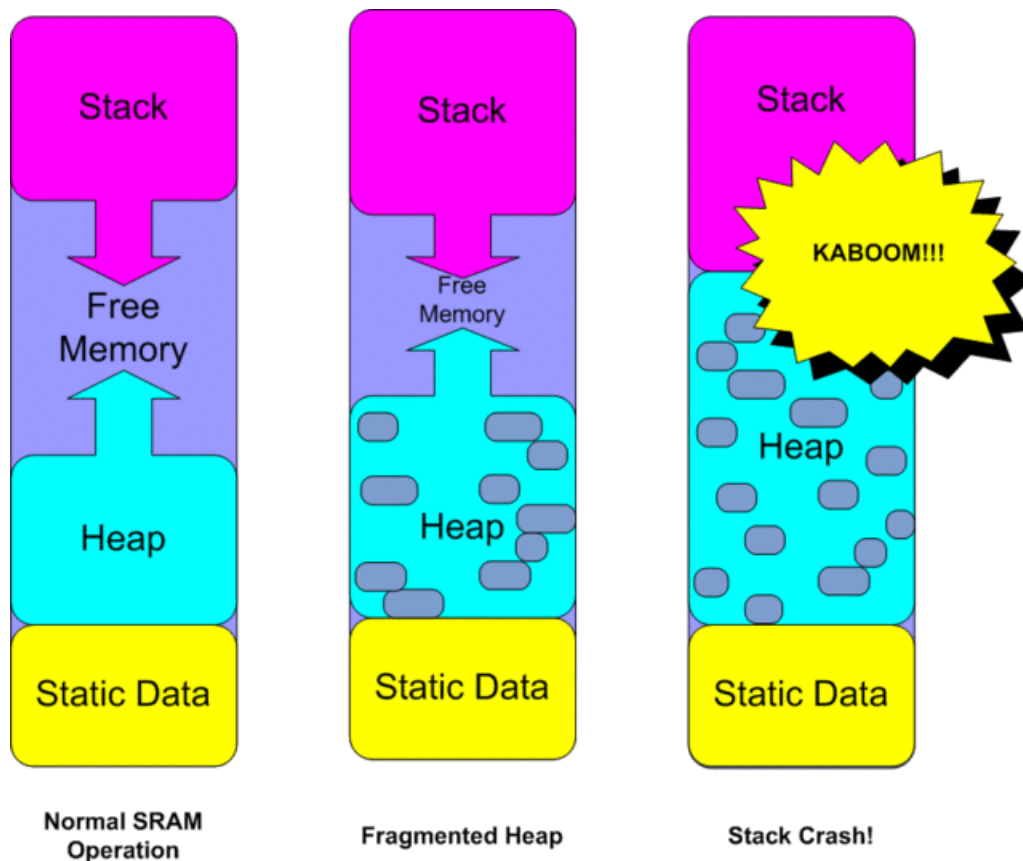 Stack
Free
Memory
Heap
Static Data
Normal SRAM
Operation
Stack
Free
Memory
Heap
Static Data
Fragmented Heap
Stack
KABOOM!!!
Heap
Static Data
Stack Crash!